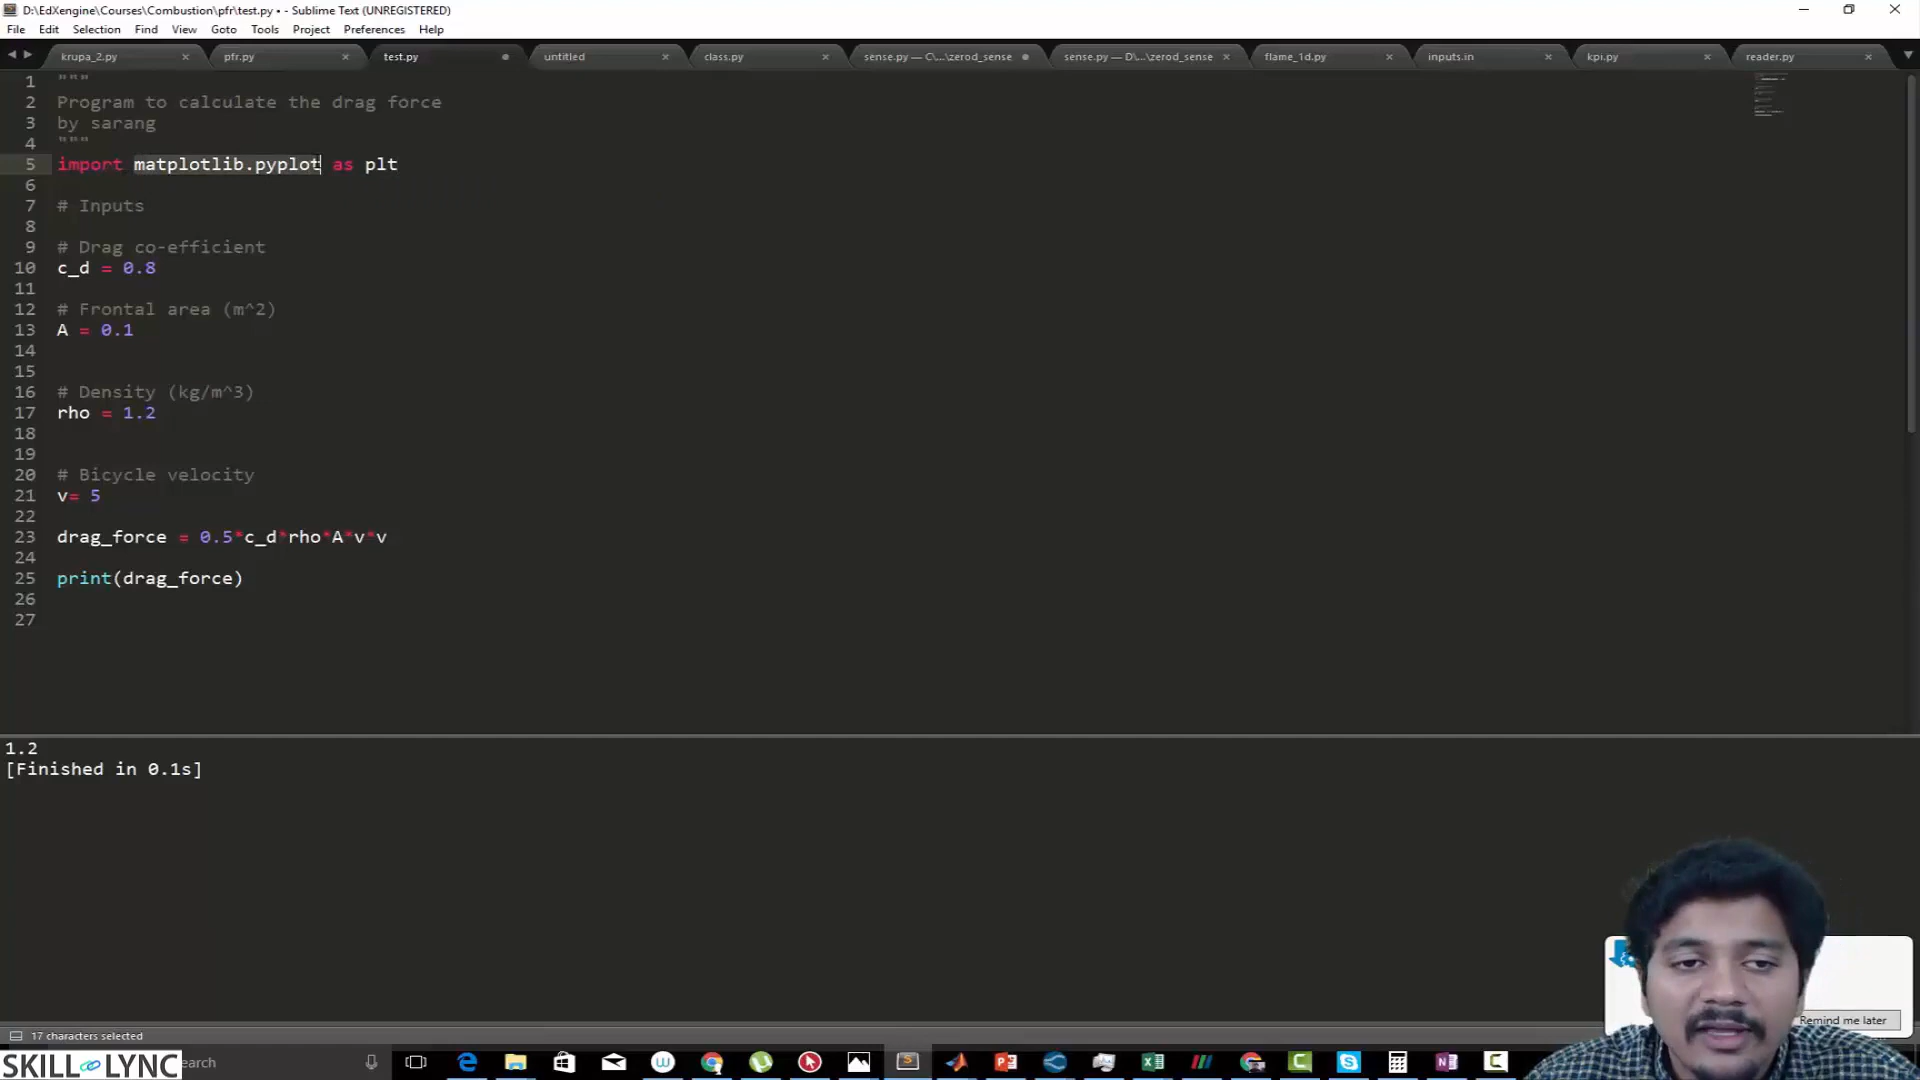 D:\EdXengine\Courses\Combustion\pfr\test.py • - Sublime Text (UNREGISTERED)
File Edit Selection Find View Goto Tools Project Preferences Help
krupa_2.py pfr.py test.py untitled class.py sense.py — C\...\zerod_sense sense.py — D\...\zerod_sense flame_1d.py inputs.in kpi.py reader.py
1 """
2 Program to calculate the drag force
3 by sarang
4 """
5 import matplotlib.pyplot as plt
6
7 # Inputs
8
9 # Drag co-efficient
10 c_d = 0.8
11
12 # Frontal area (m^2)
13 A = 0.1
14
15
16 # Density (kg/m^3)
17 rho = 1.2
18
19
20 # Bicycle velocity
21 v= 5
22
23 drag_force = 0.5*c_d*rho*A*v*v
24
25 print(drag_force)
26
27
1.2
[Finished in 0.1s]
Remind me later
17 characters selected
SKILL LYNC earch